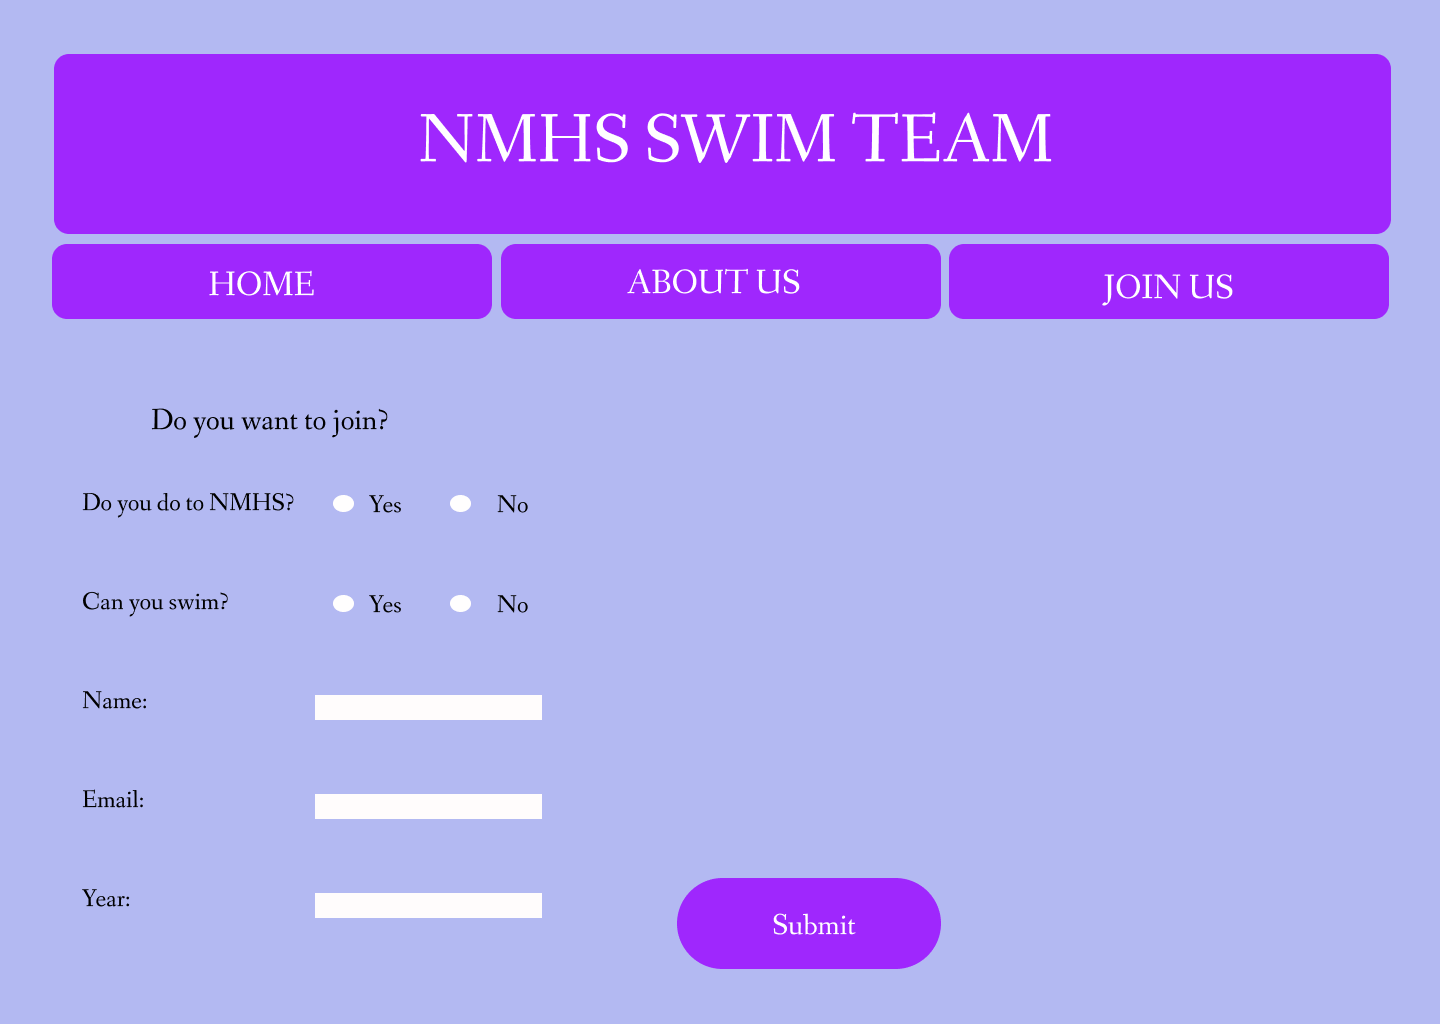 NMHS SWIM TEAM
HOME ABOUT US JOIN US
Do you want to join?
Do you do to NMHS? Yes No
Can you swim? Yes No
Name:
Email:
Year:
Submit